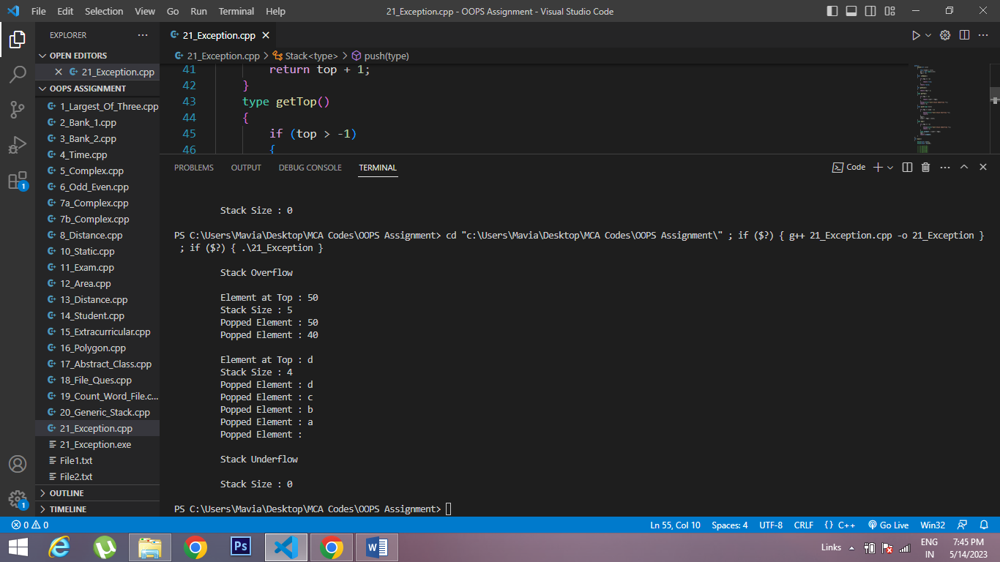 File Edit Selection View Go Run Terminal Help
21_Exception.cpp - OOPS Assignment - Visual Studio Code
EXPLORER
OPEN EDITORS
21_Exception.cpp
OOPS ASSIGNMENT
1_Largest_Of_Three.cpp
2_Bank_1.cpp
3_Bank_2.cpp
4_Time.cpp
5_Complex.cpp
6_Odd_Even.cpp
7a_Complex.cpp
7b_Complex.cpp
8_Distance.cpp
10_Static.cpp
11_Exam.cpp
12_Area.cpp
13_Distance.cpp
14_Student.cpp
15_Extracurricular.cpp
16_Polygon.cpp
17_Abstract_Class.cpp
18_File_Ques.cpp
19_Count_Word_File.c...
20_Generic_Stack.cpp
21_Exception.cpp
21_Exception.exe
File1.txt
File2.txt
OUTLINE
TIMELINE
1
1
21_Exception.cpp
21_Exception.cpp > Stack<type> > push(type)
41 return top + 1;
42 }
43 type getTop()
44 {
45 if (top > -1)
46 {
PROBLEMS OUTPUT DEBUG CONSOLE TERMINAL
Code
Stack Size : 0
PS C:\Users\Mavia\Desktop\MCA Codes\OOPS Assignment> cd "c:\Users\Mavia\Desktop\MCA Codes\OOPS Assignment\" ; if ($?) { g++ 21_Exception.cpp -o 21_Exception }
; if ($?) { .\21_Exception }
Stack Overflow
Element at Top : 50
Stack Size : 5
Popped Element : 50
Popped Element : 40
Element at Top : d
Stack Size : 4
Popped Element : d
Popped Element : c
Popped Element : b
Popped Element : a
Popped Element :
Stack Underflow
Stack Size : 0
PS C:\Users\Mavia\Desktop\MCA Codes\OOPS Assignment>
0 0
Ln 55, Col 10 Spaces: 4 UTF-8 CRLF {} C++ Go Live Win32
Ps
Links
ENG
IN
7:45 PM
5/14/2023